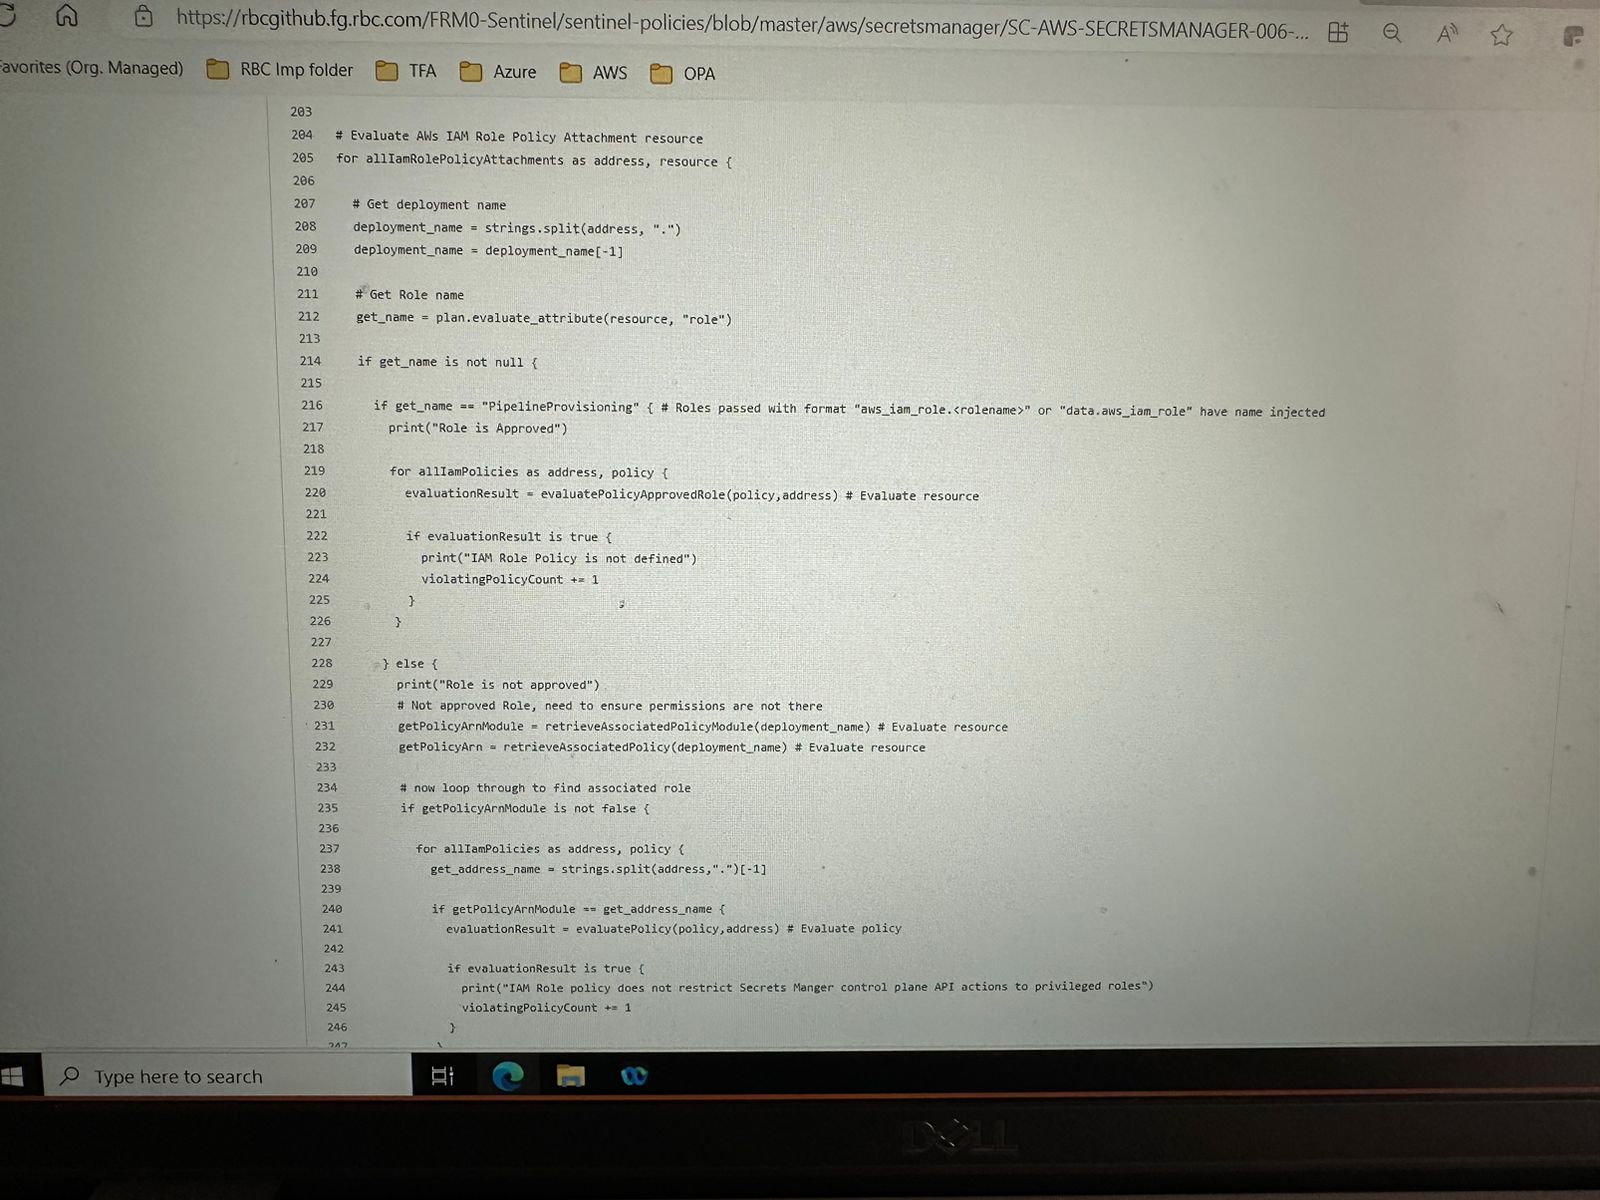 https://rbcgithub.fg.rbc.com/FRM0-Sentinel/sentinel-policies/blob/master/aws/secretsmanager/SC-AWS-SECRETSMANAGER-006-...
avorites (Org. Managed) RBC Imp folder TFA Azure AWS OPA
203
204 # Evaluate AWs IAM Role Policy Attachment resource
205 for allIamRolePolicyAttachments as address, resource {
206
207 # Get deployment name
208 deployment_name = strings.split(address, ".")
209 deployment_name = deployment_name[-1]
210
211 # Get Role name
212 get_name = plan.evaluate_attribute(resource, "role")
213
214 if get_name is not null {
215
216 if get_name == "PipelineProvisioning" { # Roles passed with format "aws_iam_role.<rolename>" or "data.aws_iam_role" have name injected
217 print("Role is Approved")
218
219 for allIamPolicies as address, policy {
220 evaluationResult = evaluatePolicyApprovedRole(policy,address) # Evaluate resource
221
222 if evaluationResult is true {
223 print("IAM Role Policy is not defined")
224 violatingPolicyCount += 1
225 }
226 }
227
228 } else {
229 print("Role is not approved")
230 # Not approved Role, need to ensure permissions are not there
231 getPolicyArnModule = retrieveAssociatedPolicyModule(deployment_name) # Evaluate resource
232 getPolicyArn = retrieveAssociatedPolicy(deployment_name) # Evaluate resource
233
234 # now loop through to find associated role
235 if getPolicyArnModule is not false {
236
237 for allIamPolicies as address, policy {
238 get_address_name = strings.split(address,".")[-1]
239
240 if getPolicyArnModule == get_address_name {
241 evaluationResult = evaluatePolicy(policy,address) # Evaluate policy
242
243 if evaluationResult is true {
244 print("IAM Role policy does not restrict Secrets Manger control plane API actions to privileged roles")
245 violatingPolicyCount += 1
246 }
Type here to search
DELL